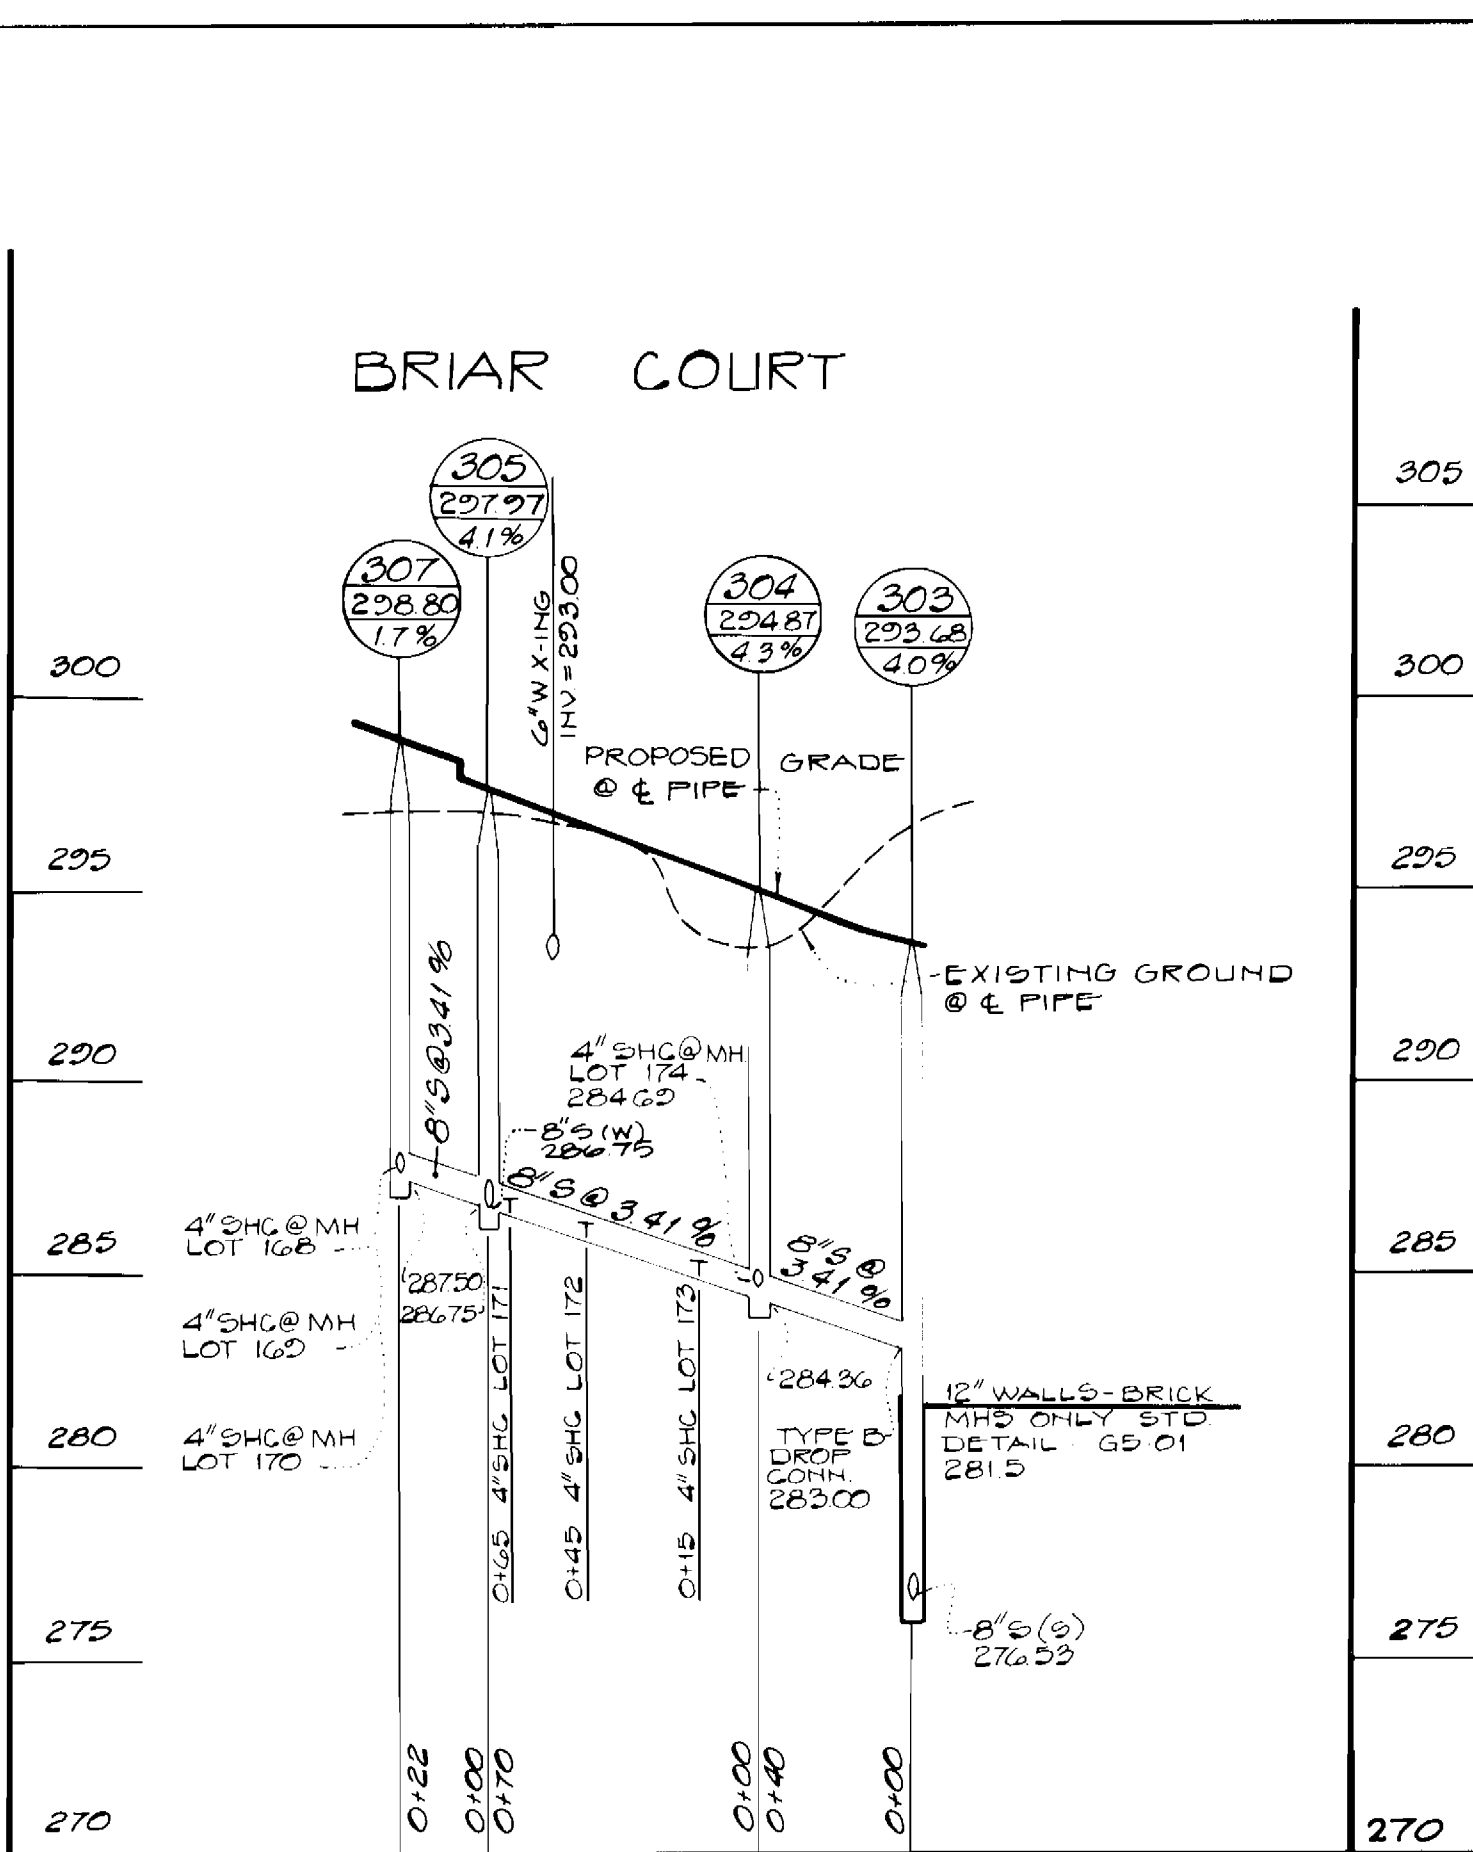 BRIAR COURT
305
297.97
4.1%
307
298.80
1.7%
304
294.87
4.3%
303
293.68
4.0%
6"W X-ING
INV.=293.00
PROPOSED GRADE
@ ℄ PIPE
EXISTING GROUND
@ ℄ PIPE
305
300
295
290
285
280
275
270
300
295
290
285
280
275
270
8"S@3.41%
4"SHC@MH
LOT 174
284.69
8"S (W)
286.75
8"S @ 3.41%
8"S @
3.41%
4"SHC@MH
LOT 168
4"SHC@MH
LOT 169
4"SHC@MH
LOT 170
287.50
286.75
0+65 4"SHC LOT 171
0+45 4"SHC LOT 172
0+15 4"SHC LOT 173
284.36
TYPE B
DROP
CONN.
283.00
12" WALLS-BRICK
MHS ONLY STD.
DETAIL G5.01
281.5
8"S (S)
276.53
0+22
0+00
0+70
0+00
0+40
0+00